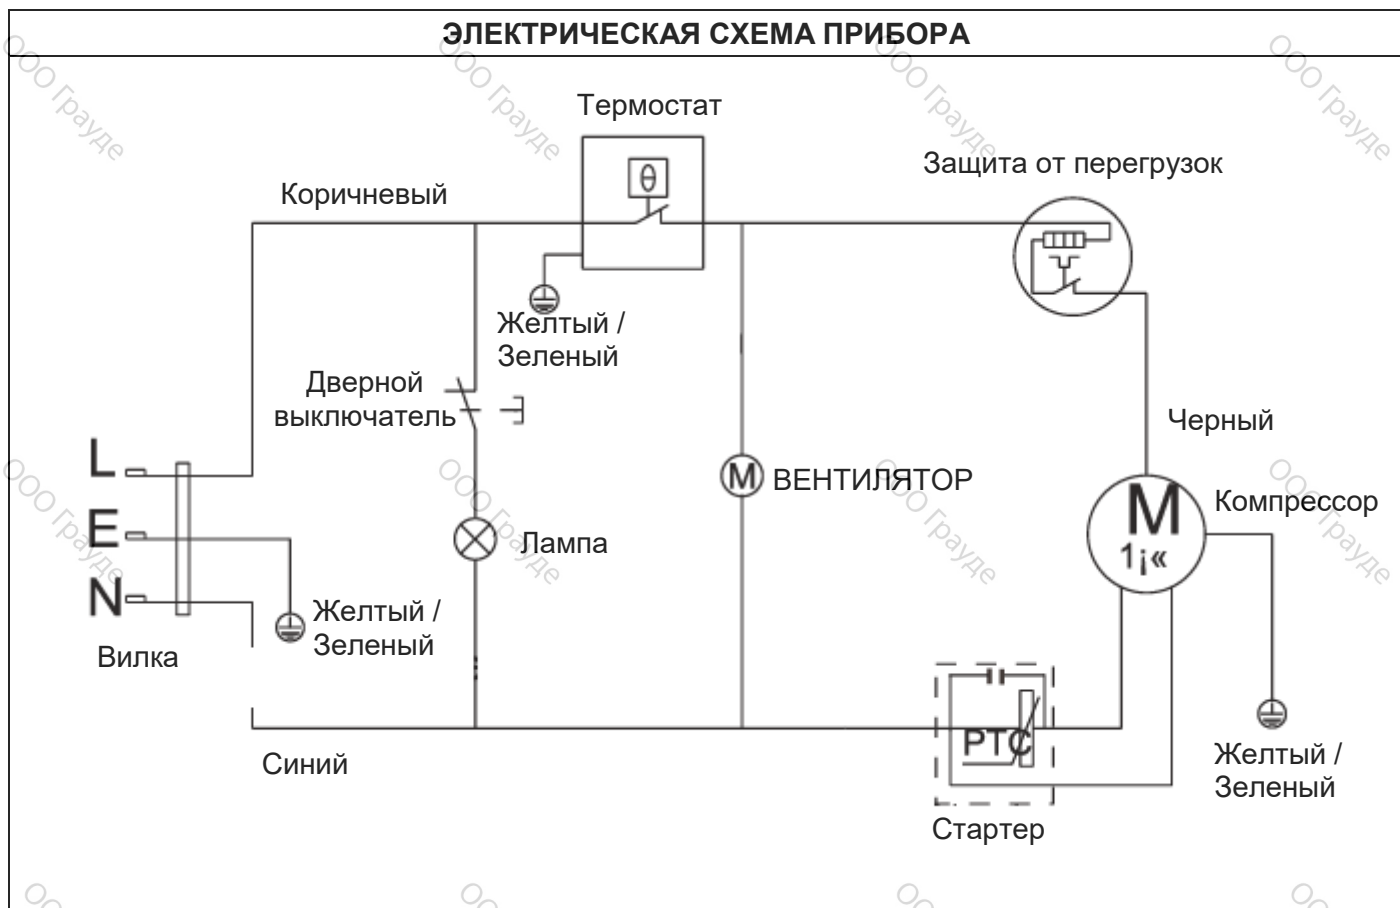 ЭЛЕКТРИЧЕСКАЯ СХЕМА ПРИБОРА
ООО Грауде
ООО Грауде
ООО Грауде
ООО Грауде
Термостат
Защита от перегрузок
θ
Коричневый
Желтый /
Зеленый
Дверной
выключатель
Черный
L
ООО Грауде
ООО Грауде
M
ВЕНТИЛЯТОР
ООО Грауде
ООО Грауде
M
1¡«
Компрессор
E
Лампа
N
Желтый /
Зеленый
Вилка
Синий
PTC
Желтый /
Зеленый
Стартер